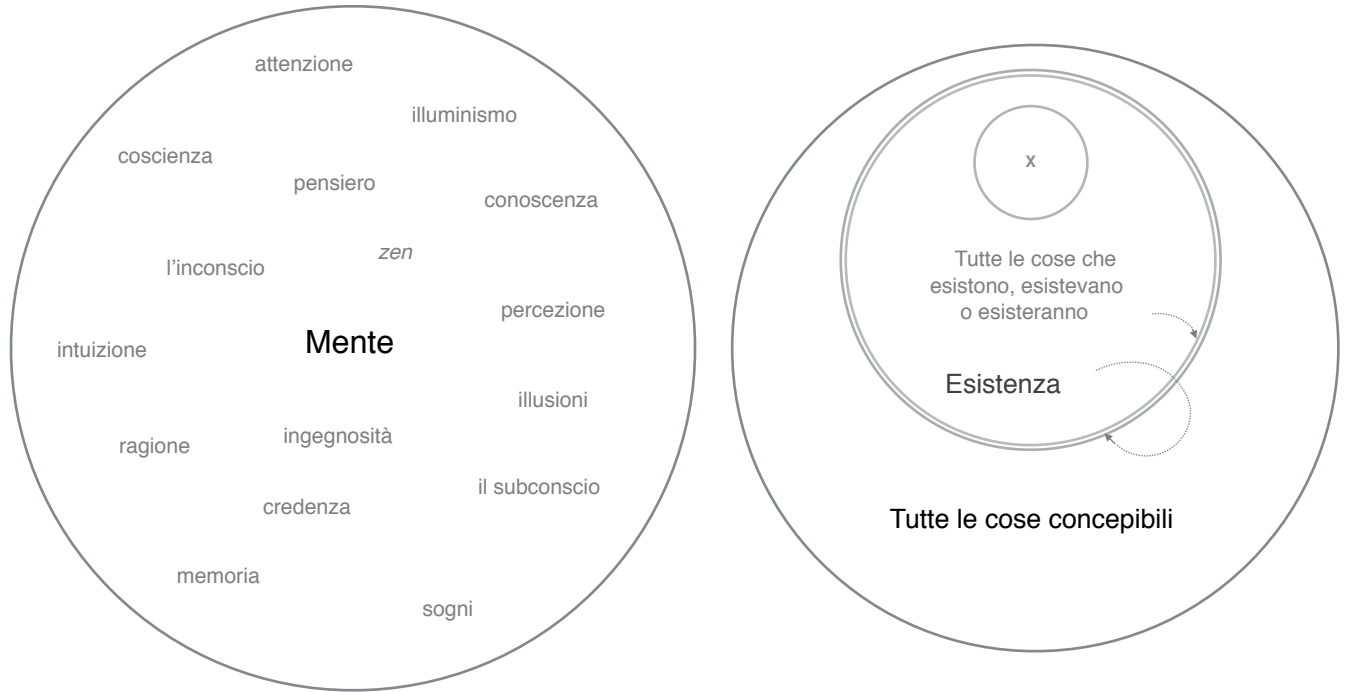 attenzione
illuminismo
coscienza
pensiero
conoscenza
zen
l'inconscio
percezione
Mente
intuizione
illusioni
ingegnosità
ragione
il subconscio
credenza
memoria
sogni
x
Tutte le cose che
esistono, esistevano
o esisteranno
Esistenza
Tutte le cose concepibili